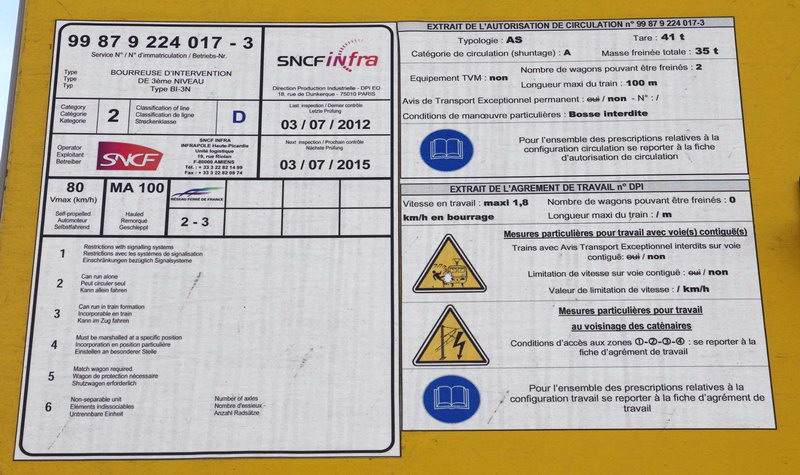 99 87 9 224 017 - 3
Service N° / N° d'immatriculation / Betriebs-Nr.
SNCF infra
Direction Production Industrielle - DPI EO
18, rue de Dunkerque - 75010 PARIS
Type
Type
Typ
BOURREUSE D'INTERVENTION
DE 3ème NIVEAU
Type BI-3N
Category
Catégorie
Kategorie
2
Classification of line
Classification de ligne
Streckenklasse
D
Last inspection / Dernier contrôle
Letzte Prüfung
03 / 07 / 2012
Operator
Exploitant
Betreiber
SNCF
SNCF INFRA
INFRAPOLE Haute-Picardie
Unité logistique
19, rue Riolan
F-80000 AMIENS
Tél. : + 33 3 22 82 14 99
Fax : + 33 3 22 82 08 74
Next inspection / Prochain contrôle
Nächste Prüfung
03 / 07 / 2015
80
Vmax (km/h)
MA 100
RÉSEAU FERRÉ DE FRANCE
Self-propelled
Automoteur
Selbstfahrend
Hauled
Remorqué
Geschleppt
2 - 3
1
Restrictions with signalling systems
Restrictions avec les systèmes de signalisation
Einschränkungen bezüglich Signalsysteme
2
Can run alone
Peut circuler seul
Kann allein fahren
3
Can run in train formation
Incorporable en train
Kann im Zug fahren
4
Must be marshalled at a specific position
Incorporation en position particulière
Einstellen an besonderer Stelle
5
Match wagon required.
Wagon de protection nécessaire
Shutzwagen erforderlich
6
Non-separable unit
Eléments indissociables
Untrennbare Einheit
Number of axles
Nombre d'essieux -
Anzahl Radsätze
EXTRAIT DE L'AUTORISATION DE CIRCULATION n° 99 87 9 224 017-3
Typologie : AS
Tare : 41 t
Catégorie de circulation (shuntage) : A
Masse freinée totale : 35 t
Equipement TVM : non
Nombre de wagons pouvant être freinés : 2
Longueur maxi du train : 100 m
Avis de Transport Exceptionnel permanent : oui / non - N° : /
Conditions de manœuvre particulières : Bosse interdite
Pour l'ensemble des prescriptions relatives à la
configuration circulation se reporter à la fiche
d'autorisation de circulation
EXTRAIT DE L'AGREMENT DE TRAVAIL n° DPI
Vitesse en travail : maxi 1,8
km/h en bourrage
Nombre de wagons pouvant être freinés : 0
Longueur maxi du train : / m
Mesures particulières pour travail avec voie(s) contiguë(s)
Trains avec Avis Transport Exceptionnel interdits sur voie
contiguë: oui / non
Limitation de vitesse sur voie contiguë : oui / non
Valeur de limitation de vitesse : / km/h
Mesures particulières pour travail
au voisinage des caténaires
Conditions d'accès aux zones ①-②-③-④ : se reporter à la
fiche d'agrément de travail
Pour l'ensemble des prescriptions relatives à la
configuration travail se reporter à la fiche d'agrément de
travail